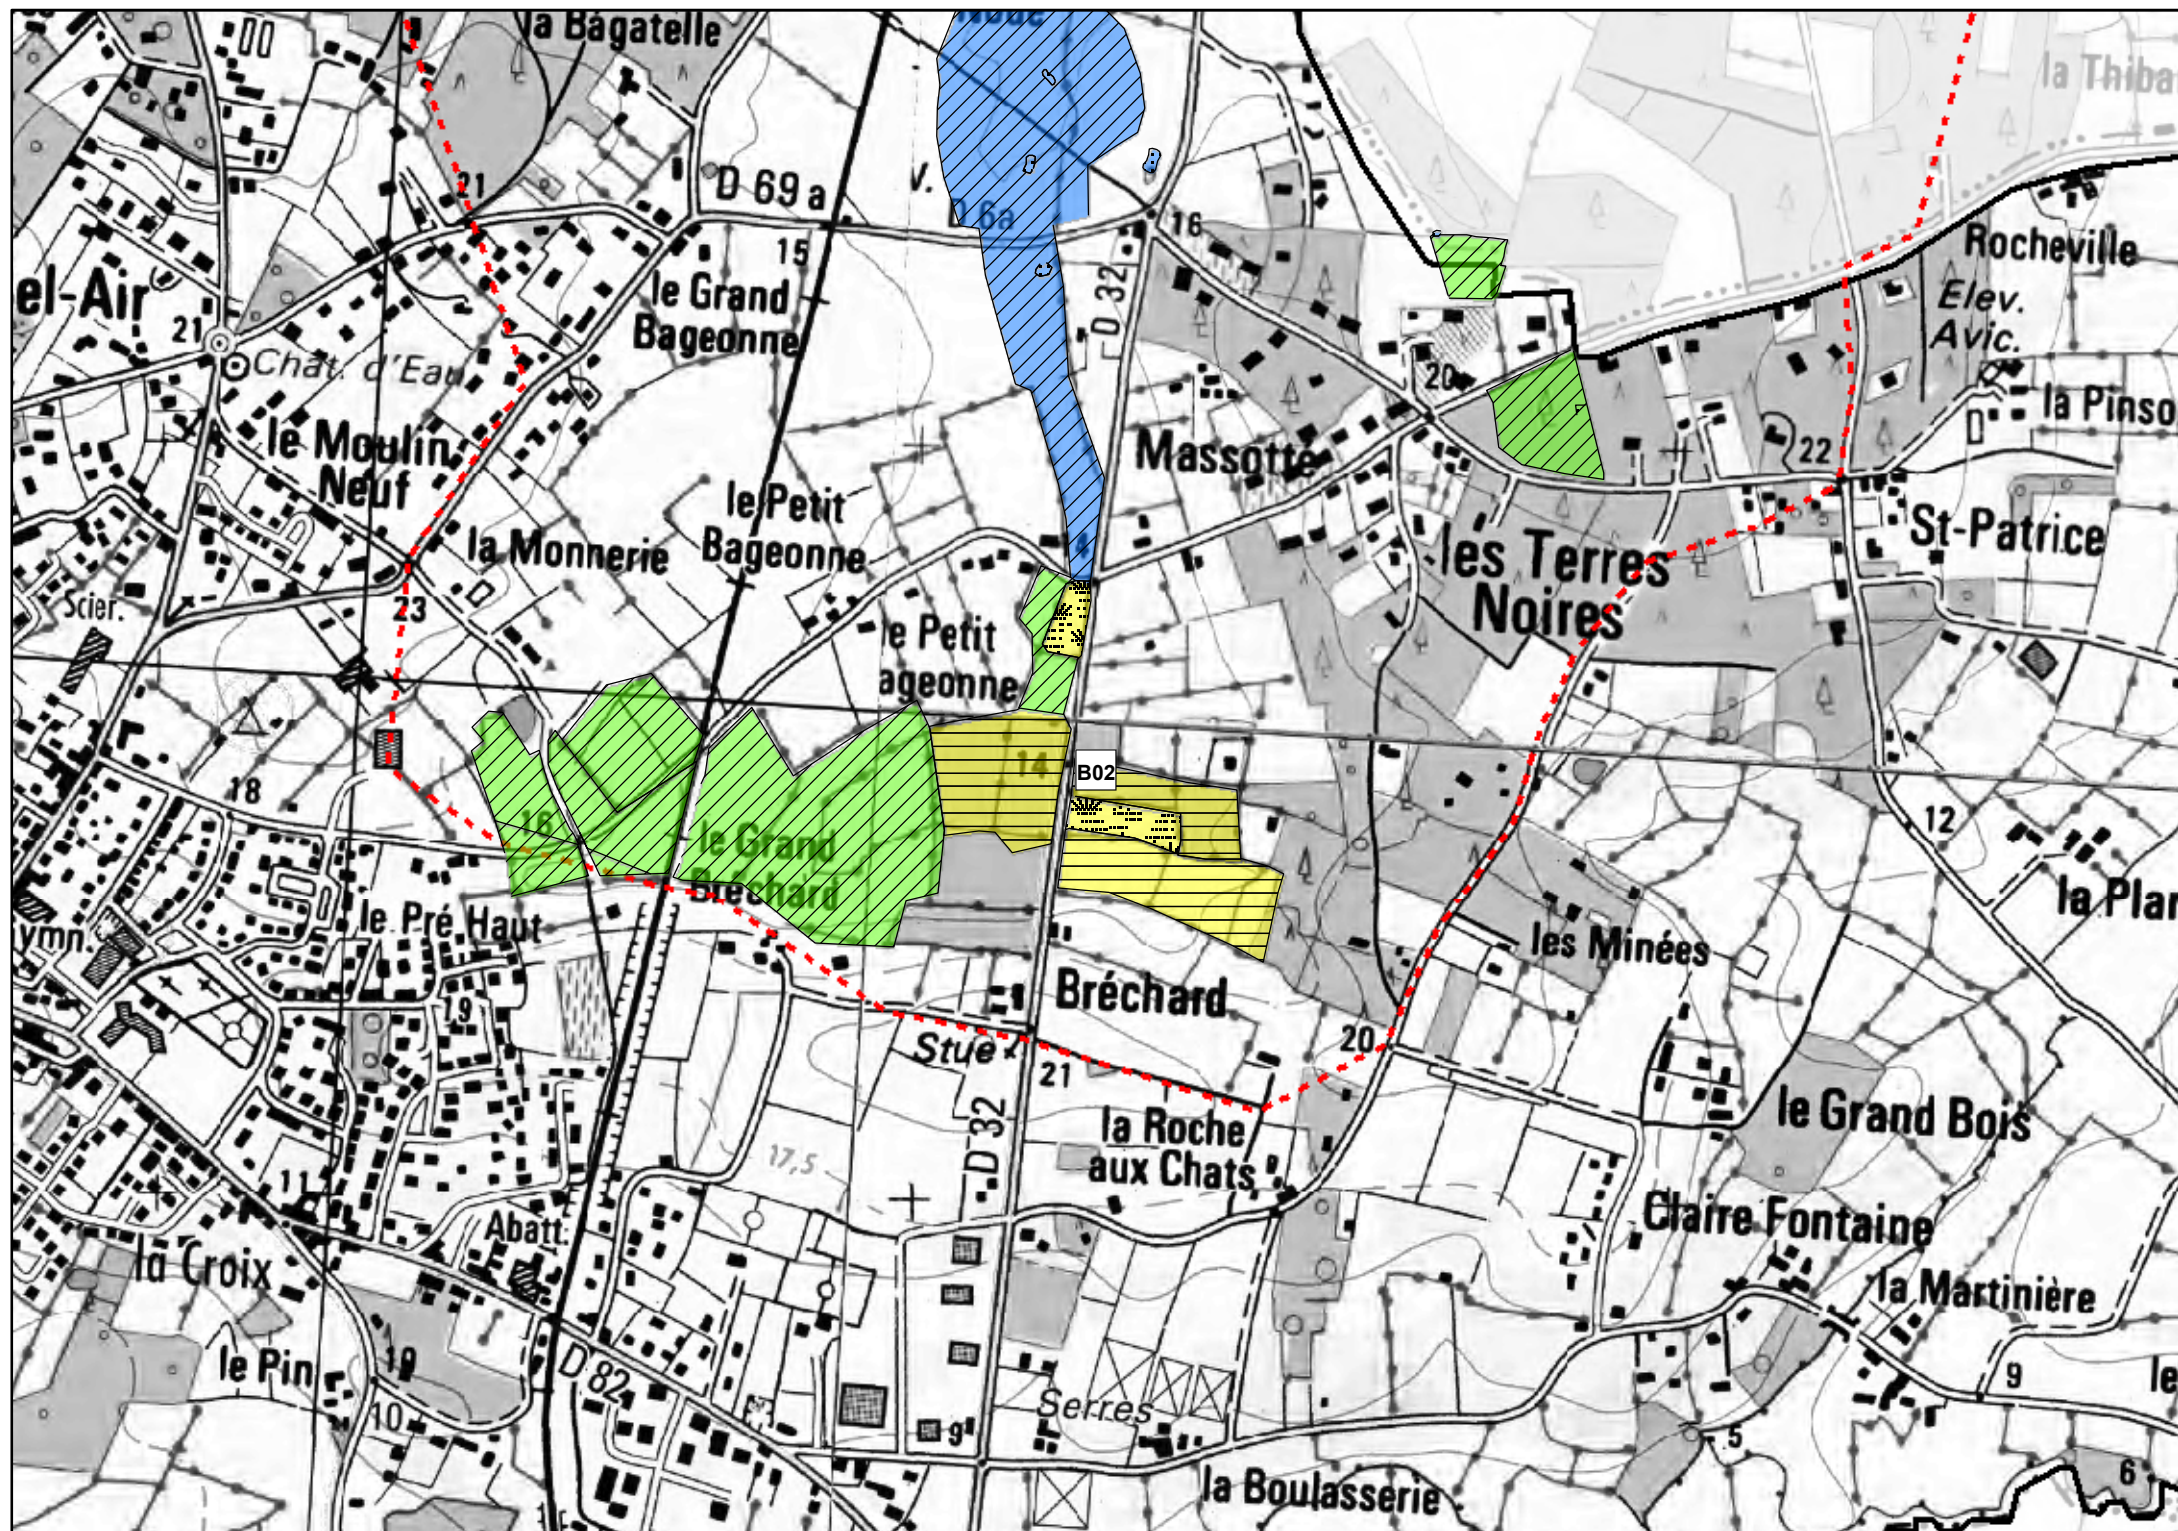 la Bagatelle
la Thiba
D 69 a
V.
D 6a
21
16
15
Rocheville
Elev.
Avic.
el-Air
21
le Grand
Bageonne
D 32
Chat. d'Eau
20
la Pinso
le Moulin
Neuf
Massotte
22
le Petit
Bageonne
la Monnerie
St-Patrice
les Terres
Noires
Scier.
23
le Petit
ageonne
14
B02
18
16
12
le Grand
Bréchard
la Plan
le Pré Haut
ymn.
les Minées
Bréchard
19
20
Stue
21
D 32
la Roche
aux Chats
le Grand Bois
17,5
11
Abatt.
Claire Fontaine
la Croix
la Martinière
le Pin
19
D 82
9
le
10
Serres
9
5
6
la Boulasserie